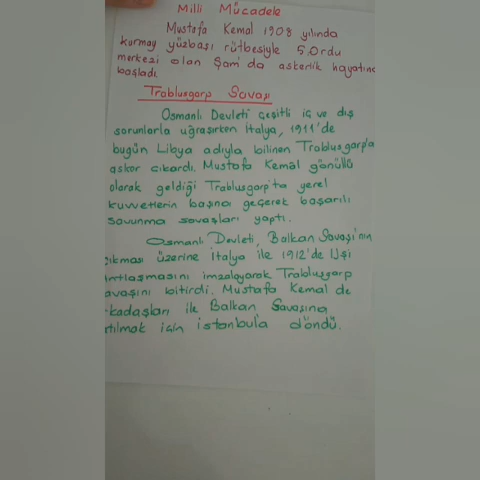 Milli Mücadele
Mustafa Kemal 1908 yılında
kurmay yüzbaşı rütbesiyle 5.Ordu
merkezi olan Şam'da askerlik hayatına
başladı.
Trablusgarp Savaşı
Osmanlı Devleti çeşitli iç ve dış
sorunlarla uğraşırken İtalya, 1911'de
bugün Libya adıyla bilinen Trablusgarp'a
asker çıkardı. Mustafa Kemal gönüllü
olarak geldiği Trablusgarp'ta yerel
kuvvetlerin başına geçerek başarılı
savunma savaşları yaptı.
Osmanlı Devleti, Balkan Savaşı'nın
çıkması üzerine İtalya ile 1912'de Uşi
antlaşmasını imzalayarak Trablusgarp
avaşını bitirdi. Mustafa Kemal de
kadaşları ile Balkan Savaşına
tılmak için istanbul'a döndü.